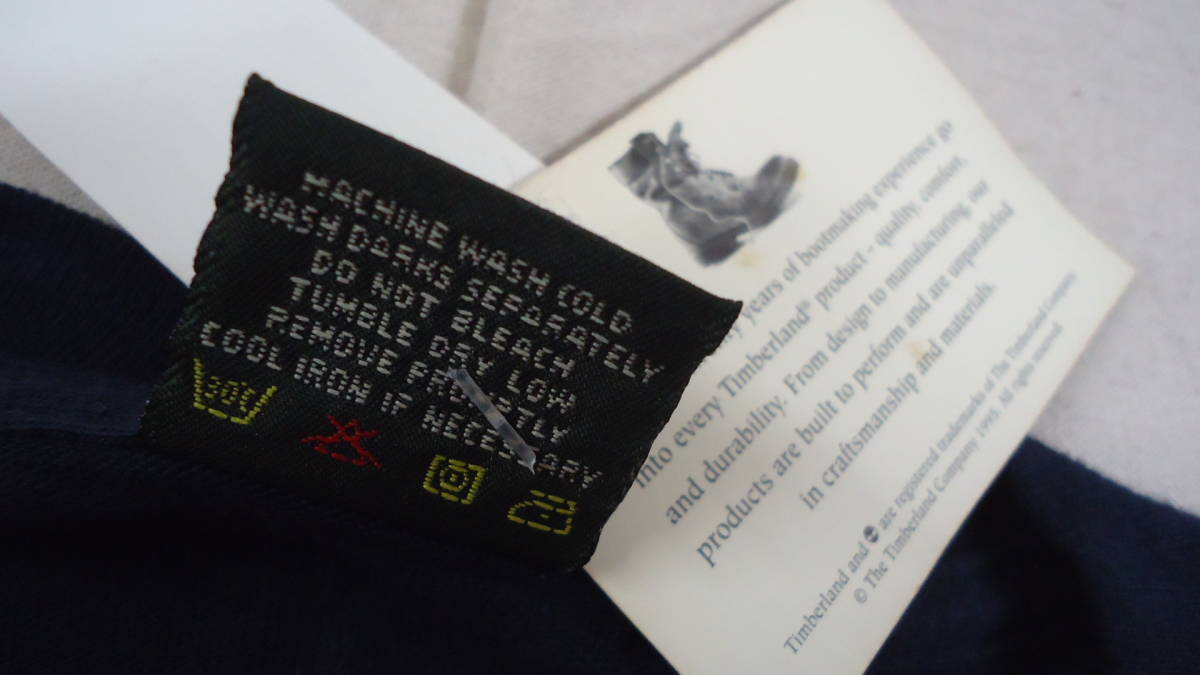 MACHINE WASH COLD
WASH DARKS SEPARATELY
DO NOT BLEACH
TUMBLE DRY LOW
REMOVE PROMPTLY
COOL IRON IF NECESSARY
30°C
years of bootmaking experience go
into every Timberland® product - quality, comfort,
and durability. From design to manufacturing, our
products are built to perform and are unparalleled
in craftsmanship and materials.
Timberland and are registered trademarks of The Timberland Company
© The Timberland Company 1995. All rights reserved